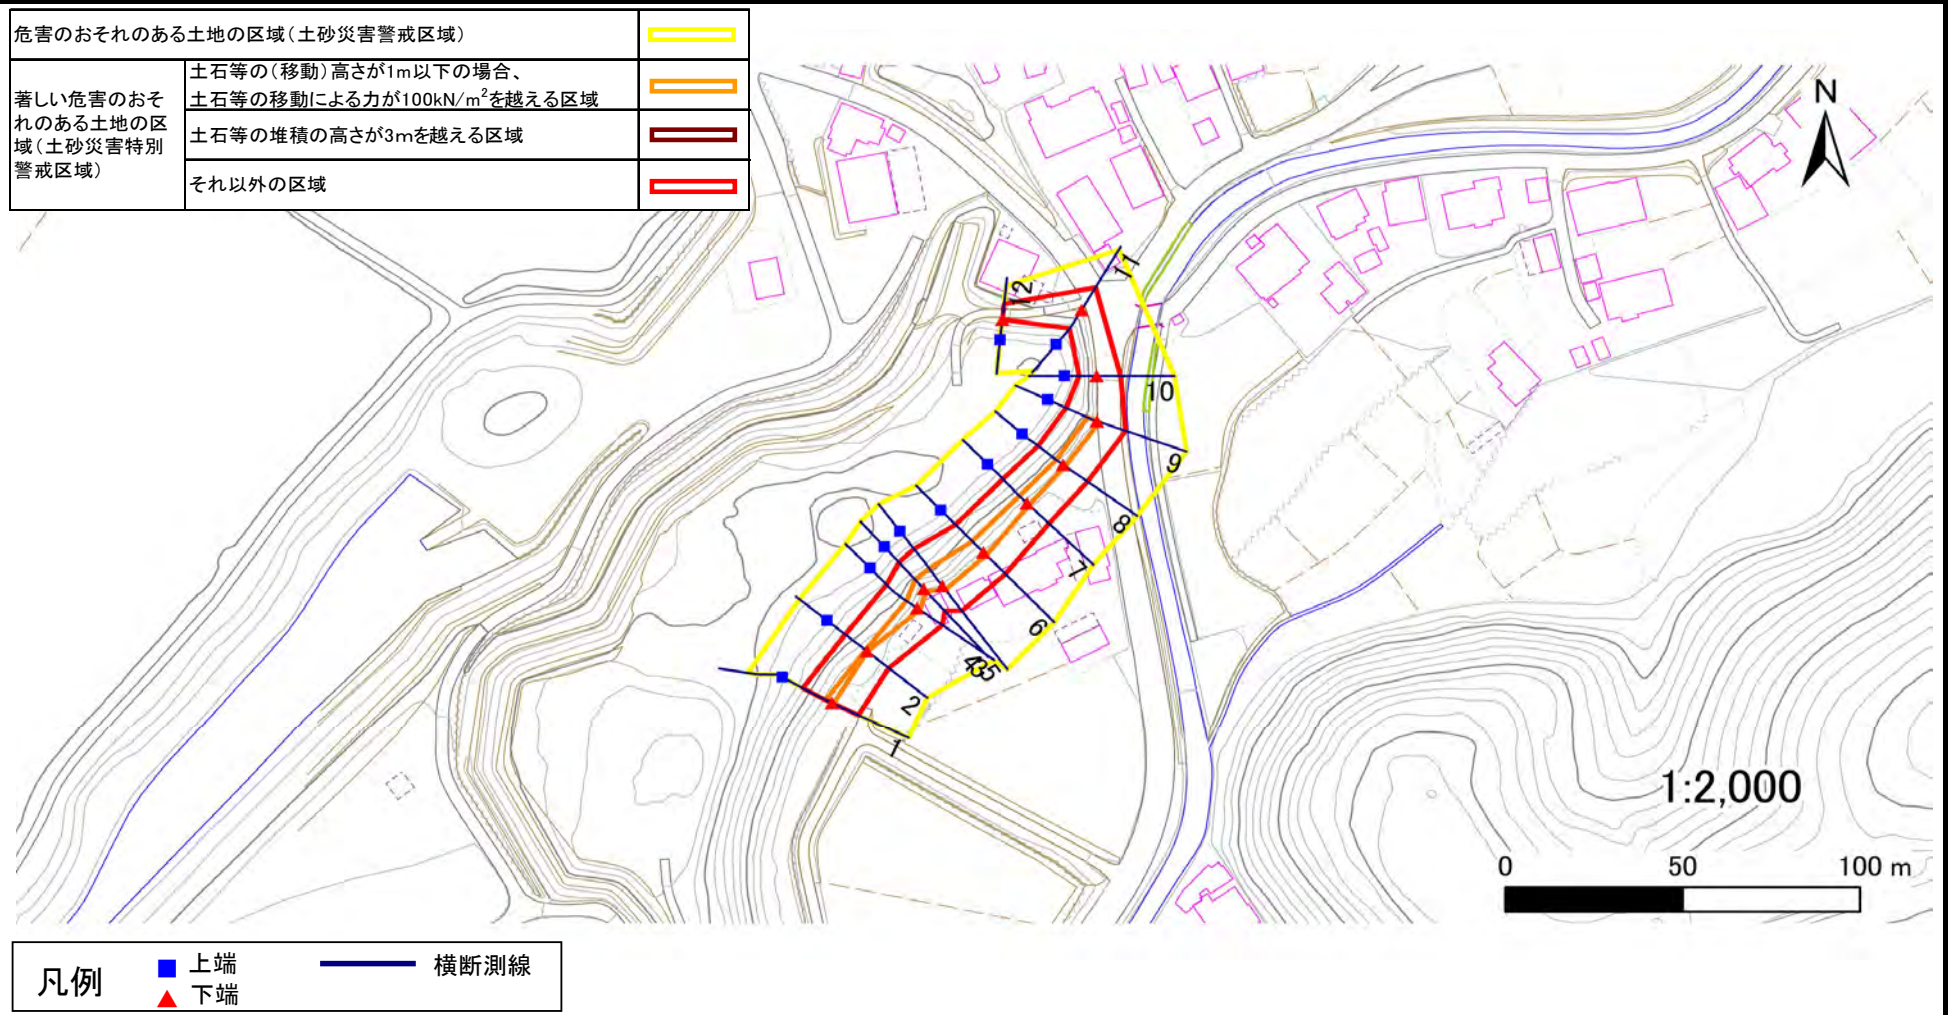 危害のおそれのある土地の区域(土砂災害警戒区域)
著しい危害のおそ
れのある土地の区
域(土砂災害特別
警戒区域)
土石等の(移動)高さが1m以下の場合、
土石等の移動による力が100kN/m²を越える区域
土石等の堆積の高さが3mを越える区域
それ以外の区域
N
11
12
10
9
8
7
6
435
2
1
1:2,000
0 50 100 m
凡例
上端
下端
横断測線